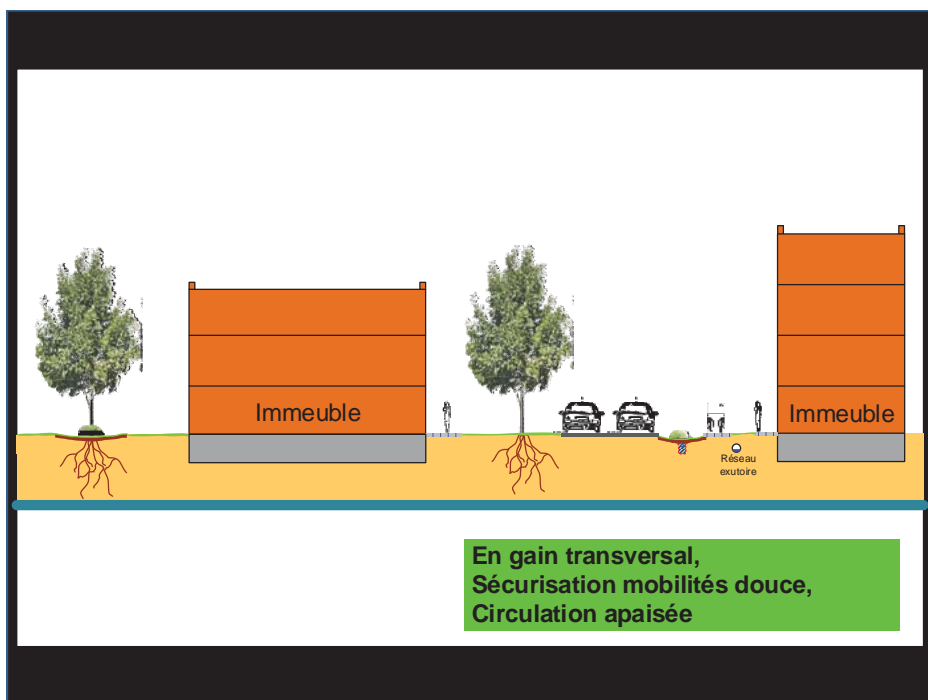 Immeuble
Immeuble
Réseau
exutoire
En gain transversal,
Sécurisation mobilités douce,
Circulation apaisée